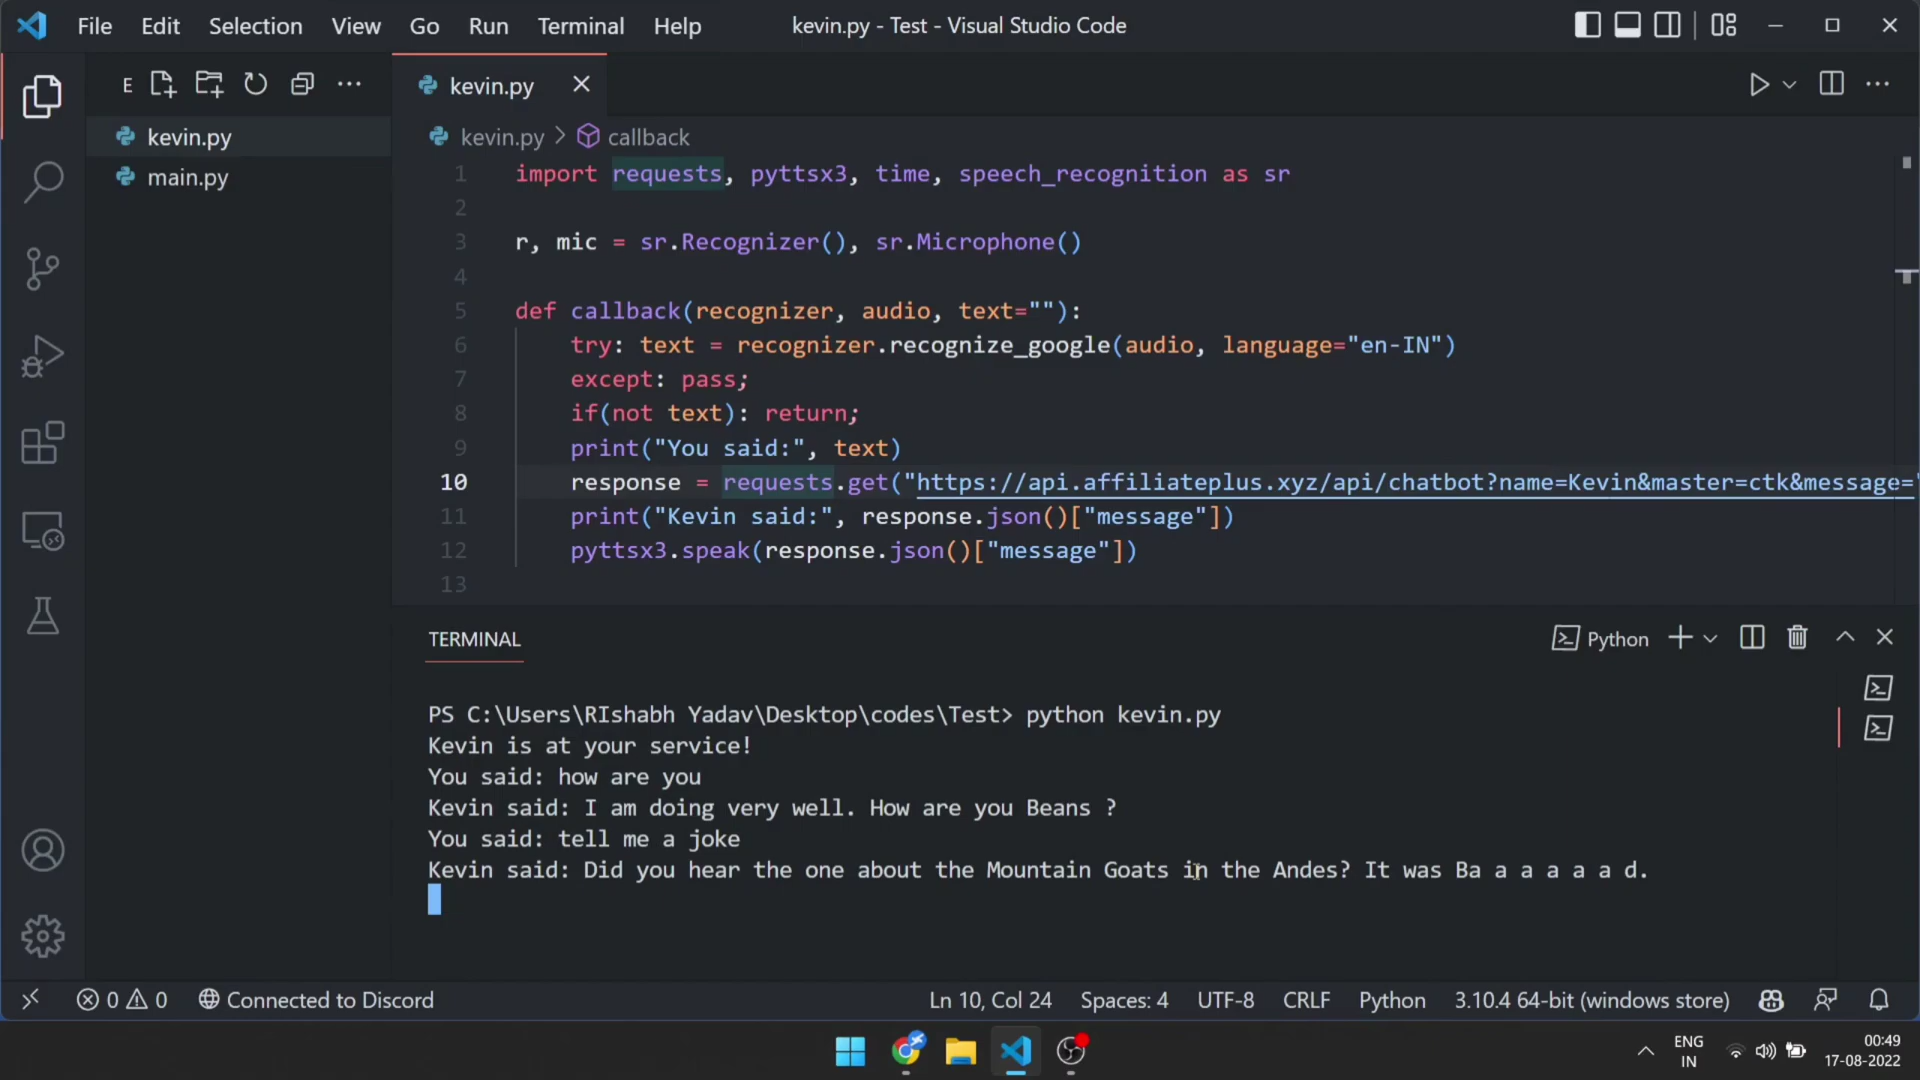 File Edit Selection View Go Run Terminal Help kevin.py - Test - Visual Studio Code
E
kevin.py
kevin.py
main.py
kevin.py > callback
1 import requests, pyttsx3, time, speech_recognition as sr
2
3 r, mic = sr.Recognizer(), sr.Microphone()
4
5 def callback(recognizer, audio, text=""):
6 try: text = recognizer.recognize_google(audio, language="en-IN")
7 except: pass;
8 if(not text): return;
9 print("You said:", text)
10 response = requests.get("https://api.affiliateplus.xyz/api/chatbot?name=Kevin&master=ctk&message="
11 print("Kevin said:", response.json()["message"])
12 pyttsx3.speak(response.json()["message"])
13
TERMINAL
Python
PS C:\Users\RIshabh Yadav\Desktop\codes\Test> python kevin.py
Kevin is at your service!
You said: how are you
Kevin said: I am doing very well. How are you Beans ?
You said: tell me a joke
Kevin said: Did you hear the one about the Mountain Goats in the Andes? It was Ba a a a a a d.
0 0 Connected to Discord Ln 10, Col 24 Spaces: 4 UTF-8 CRLF Python 3.10.4 64-bit (windows store)
ENG
IN
00:49
17-08-2022